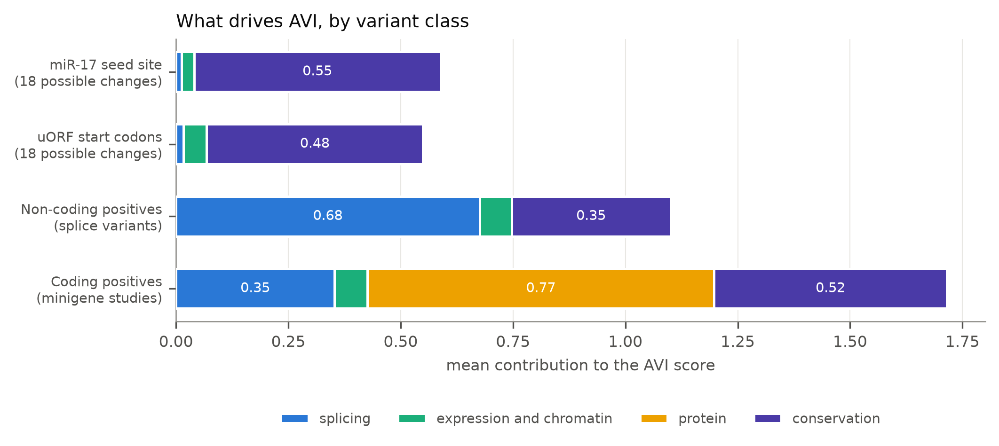 What drives AVI, by variant class
miR-17 seed site
(18 possible changes)
0.55
uORF start codons
(18 possible changes)
0.48
Non-coding positives
(splice variants)
0.68 0.35
Coding positives
(minigene studies)
0.35 0.77 0.52
0.00 0.25 0.50 0.75 1.00 1.25 1.50 1.75
mean contribution to the AVI score
splicing expression and chromatin protein conservation